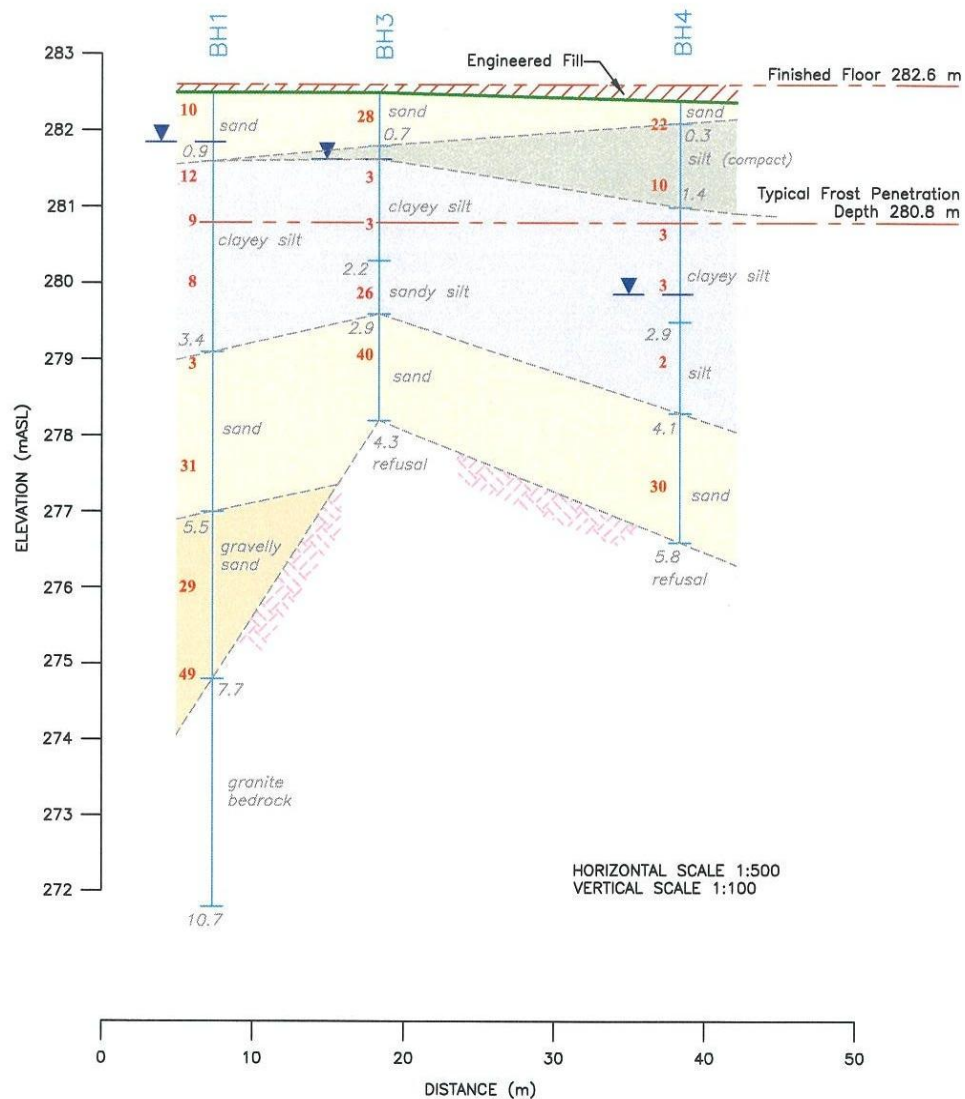 BH1
BH3
BH4
Engineered Fill
Finished Floor 282.6 m
283
10
28
sand
sand
22
sand
0.7
0.3
282
0.9
silt (compact)
12
3
10
1.4
Typical Frost Penetration
Depth 280.8 m
281
9
clayey silt
3
3
clayey silt
2.2
clayey silt
280
8
26
sandy silt
3
3.4
2.9
2.9
279
3
40
sand
2
silt
278
sand
4.3
refusal
4.1
31
30
sand
277
5.5
gravelly
sand
5.8
refusal
276
29
275
49
7.7
274
granite
bedrock
273
272
10.7
HORIZONTAL SCALE 1:500
VERTICAL SCALE 1:100
ELEVATION (mASL)
0
10
20
30
40
50
DISTANCE (m)